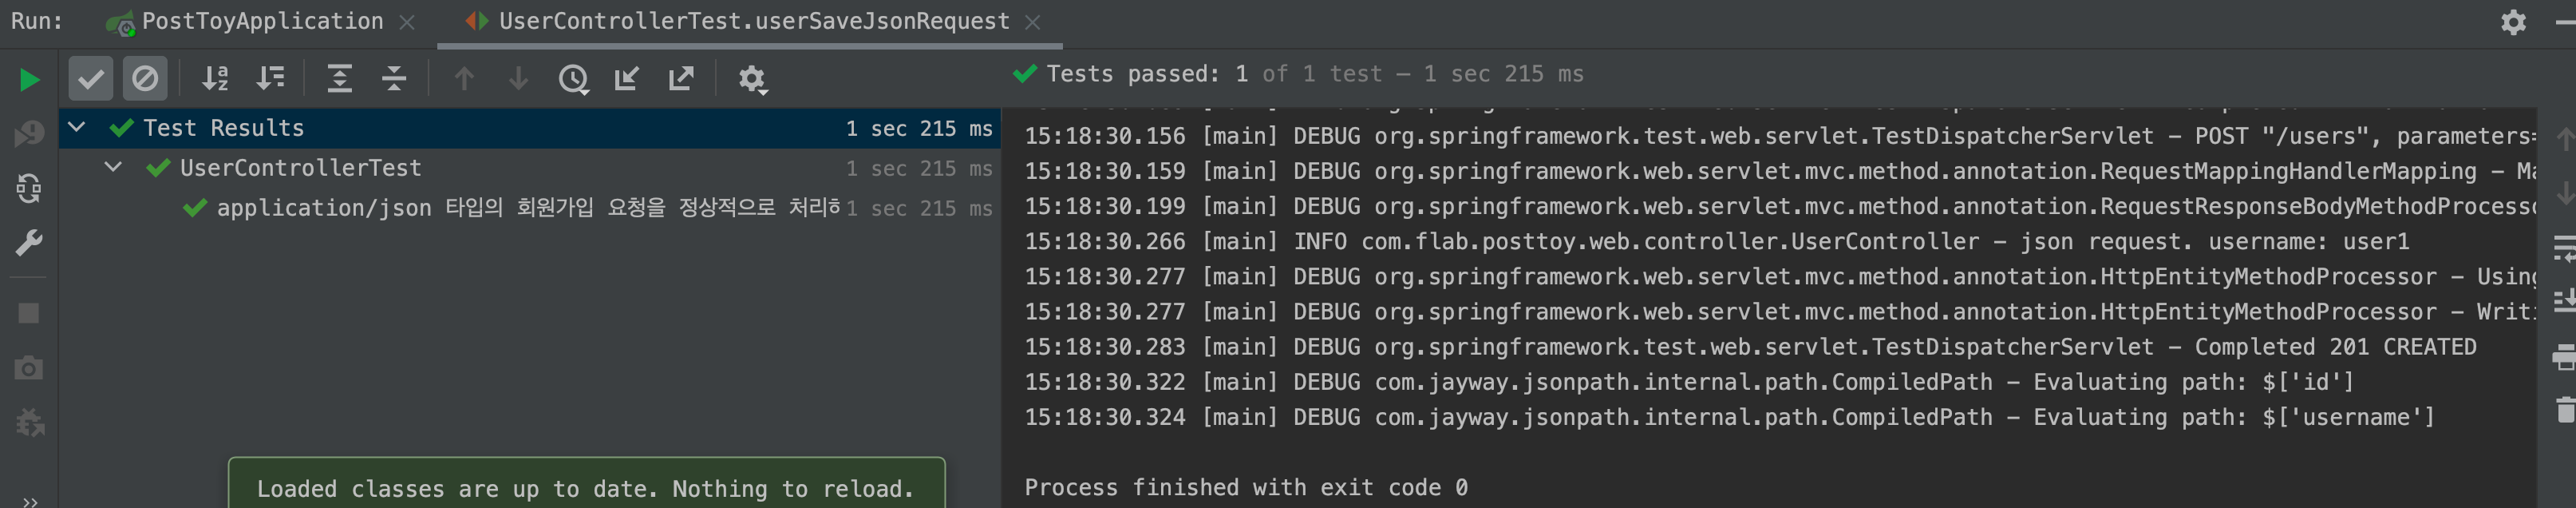 Run: PostToyApplication UserControllerTest.userSaveJsonRequest
Tests passed: 1 of 1 test – 1 sec 215 ms
Test Results 1 sec 215 ms
UserControllerTest 1 sec 215 ms
application/json 타입의 회원가입 요청을 정상적으로 1 sec 215 ms
15:18:30.156 [main] DEBUG org.springframework.test.web.servlet.TestDispatcherServlet - POST "/users", parameters=
15:18:30.159 [main] DEBUG org.springframework.web.servlet.mvc.method.annotation.RequestMappingHandlerMapping -
15:18:30.199 [main] DEBUG org.springframework.web.servlet.mvc.method.annotation.
15:18:30.266 [main] INFO com.flab.posttoy.web.controller.UserController - json request. username: user1
15:18:30.277 [main] DEBUG org.springframework.web.servlet.mvc.method.annotation.HttpEntityMethodProcessor -
15:18:30.277 [main] DEBUG org.springframework.web.servlet.mvc.method.annotation.HttpEntityMethodProcessor -
15:18:30.283 [main] DEBUG org.springframework.test.web.servlet.TestDispatcherServlet - Completed 201 CREATED
15:18:30.322 [main] DEBUG com.jayway.jsonpath.internal.path.CompiledPath - Evaluating path: $['id']
15:18:30.324 [main] DEBUG com.jayway.jsonpath.internal.path.CompiledPath - Evaluating path: $['username']
Process finished with exit code 0
Loaded classes are up to date. Nothing to reload.